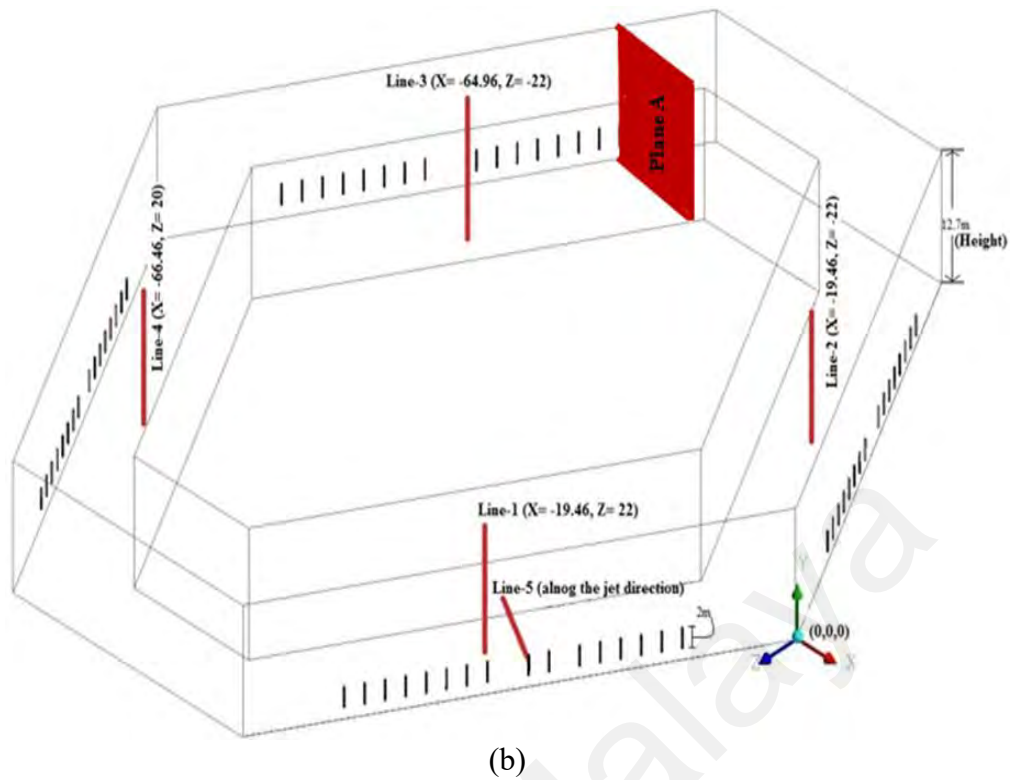 Line-3 (X= -64.96, Z= -22)
Plane A
Line-4 (X= -66.46, Z= 20)
Line-2 (X= -19.46, Z= -22)
12.7m
(Height)
Line-1 (X= -19.46, Z= 22)
Line-5 (alnog the jet direction)
2m
Y
(0,0,0)
Z
X
alaya
(b)